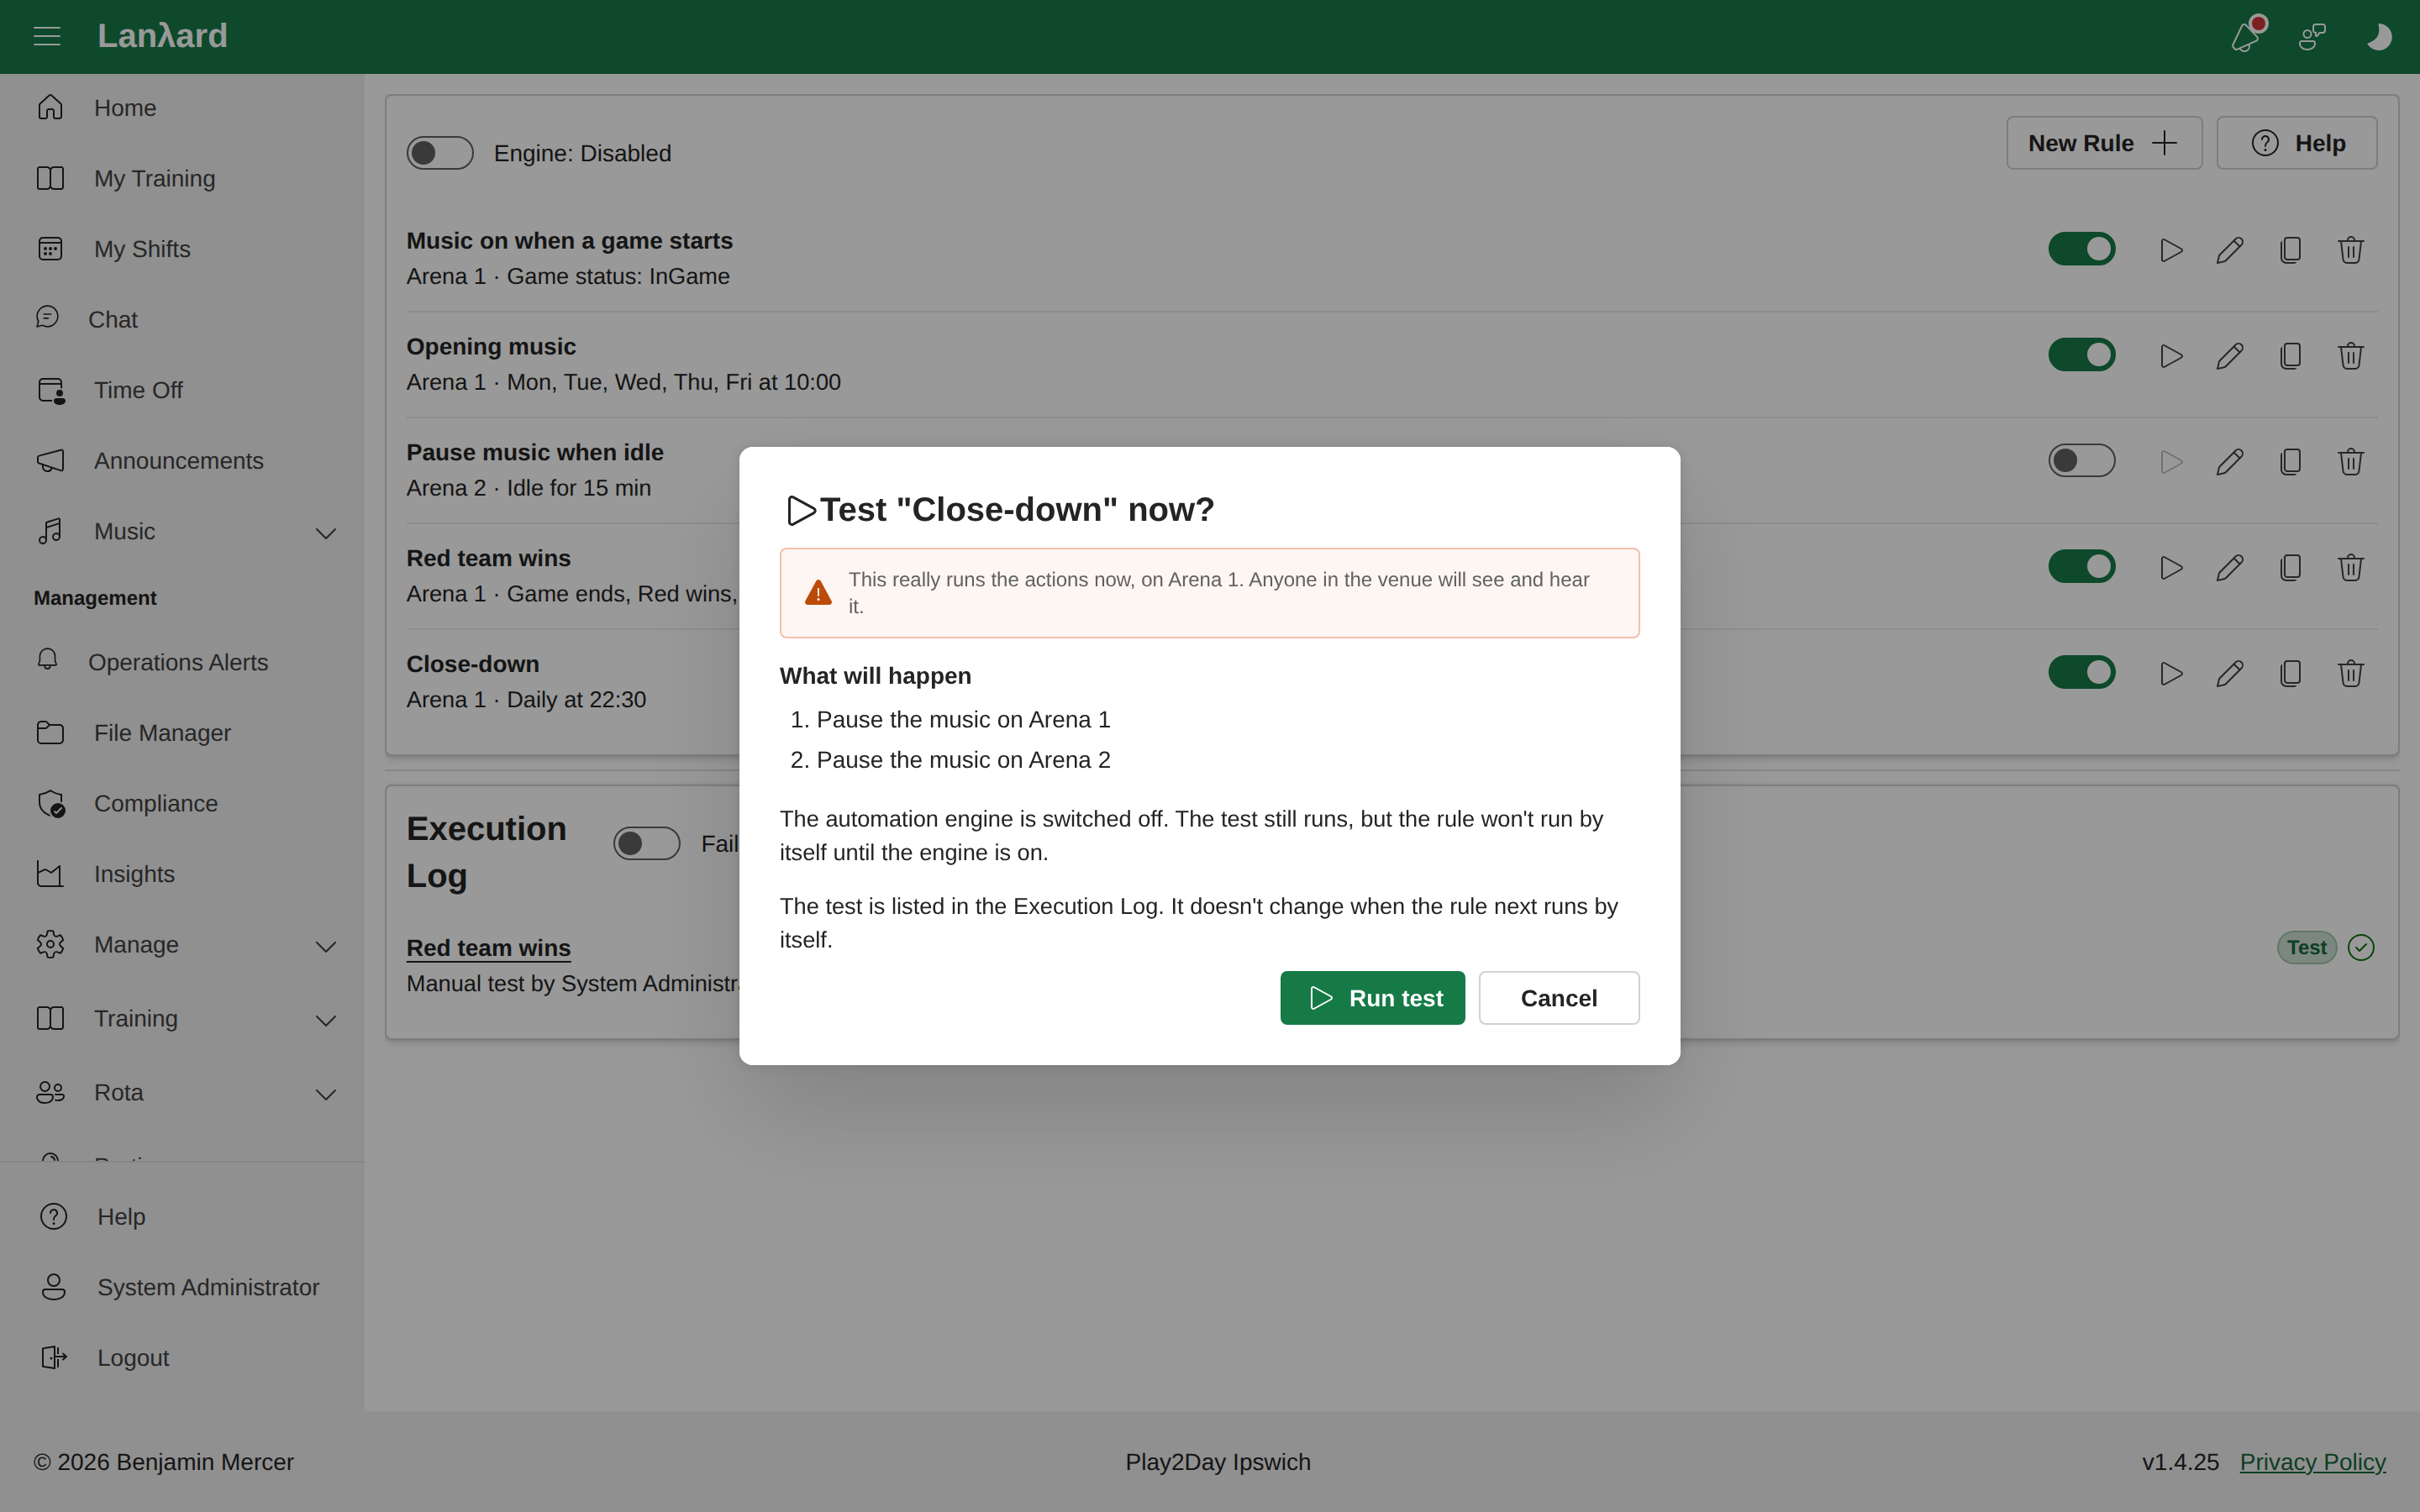 Lanλard
Home
My Training
My Shifts
Chat
Time Off
Announcements
Music
Management
Operations Alerts
File Manager
Compliance
Insights
Manage
Training
Rota
Help
System Administrator
Logout
Engine: Disabled
New Rule
Help
Music on when a game starts
Arena 1 · Game status: InGame
Opening music
Arena 1 · Mon, Tue, Wed, Thu, Fri at 10:00
Pause music when idle
Arena 2 · Idle for 15 min
Red team wins
Arena 1 · Game ends, Red wins,
Close-down
Arena 1 · Daily at 22:30
Execution
Log
Fail
Red team wins
Manual test by System Administra
Test
Test "Close-down" now?
This really runs the actions now, on Arena 1. Anyone in the venue will see and hear
it.
What will happen
1. Pause the music on Arena 1
2. Pause the music on Arena 2
The automation engine is switched off. The test still runs, but the rule won't run by
itself until the engine is on.
The test is listed in the Execution Log. It doesn't change when the rule next runs by
itself.
Run test
Cancel
© 2026 Benjamin Mercer
Play2Day Ipswich
v1.4.25
Privacy Policy